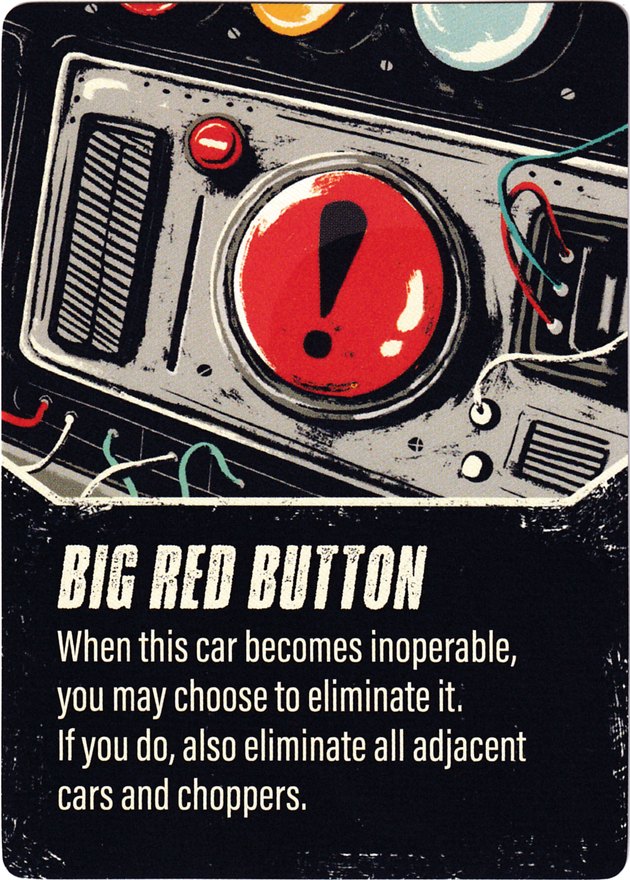 !
BIG RED BUTTON
When this car becomes inoperable,
you may choose to eliminate it.
If you do, also eliminate all adjacent
cars and choppers.